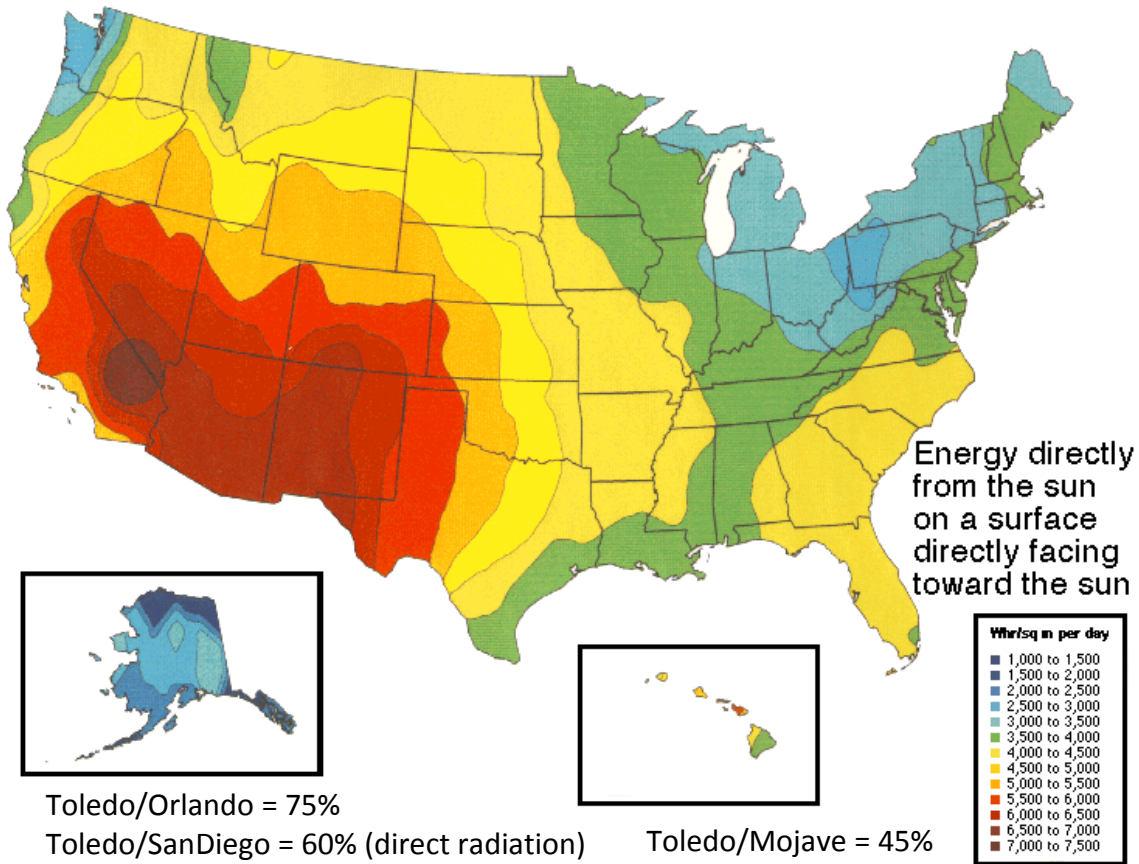 Energy directly
from the sun
on a surface
directly facing
toward the sun
Whr/sq m per day
1,000 to 1,500
1,500 to 2,000
2,000 to 2,500
2,500 to 3,000
3,000 to 3,500
3,500 to 4,000
4,000 to 4,500
4,500 to 5,000
5,000 to 5,500
5,500 to 6,000
6,000 to 6,500
6,500 to 7,000
7,000 to 7,500
Toledo/Orlando = 75%
Toledo/SanDiego = 60% (direct radiation)
Toledo/Mojave = 45%